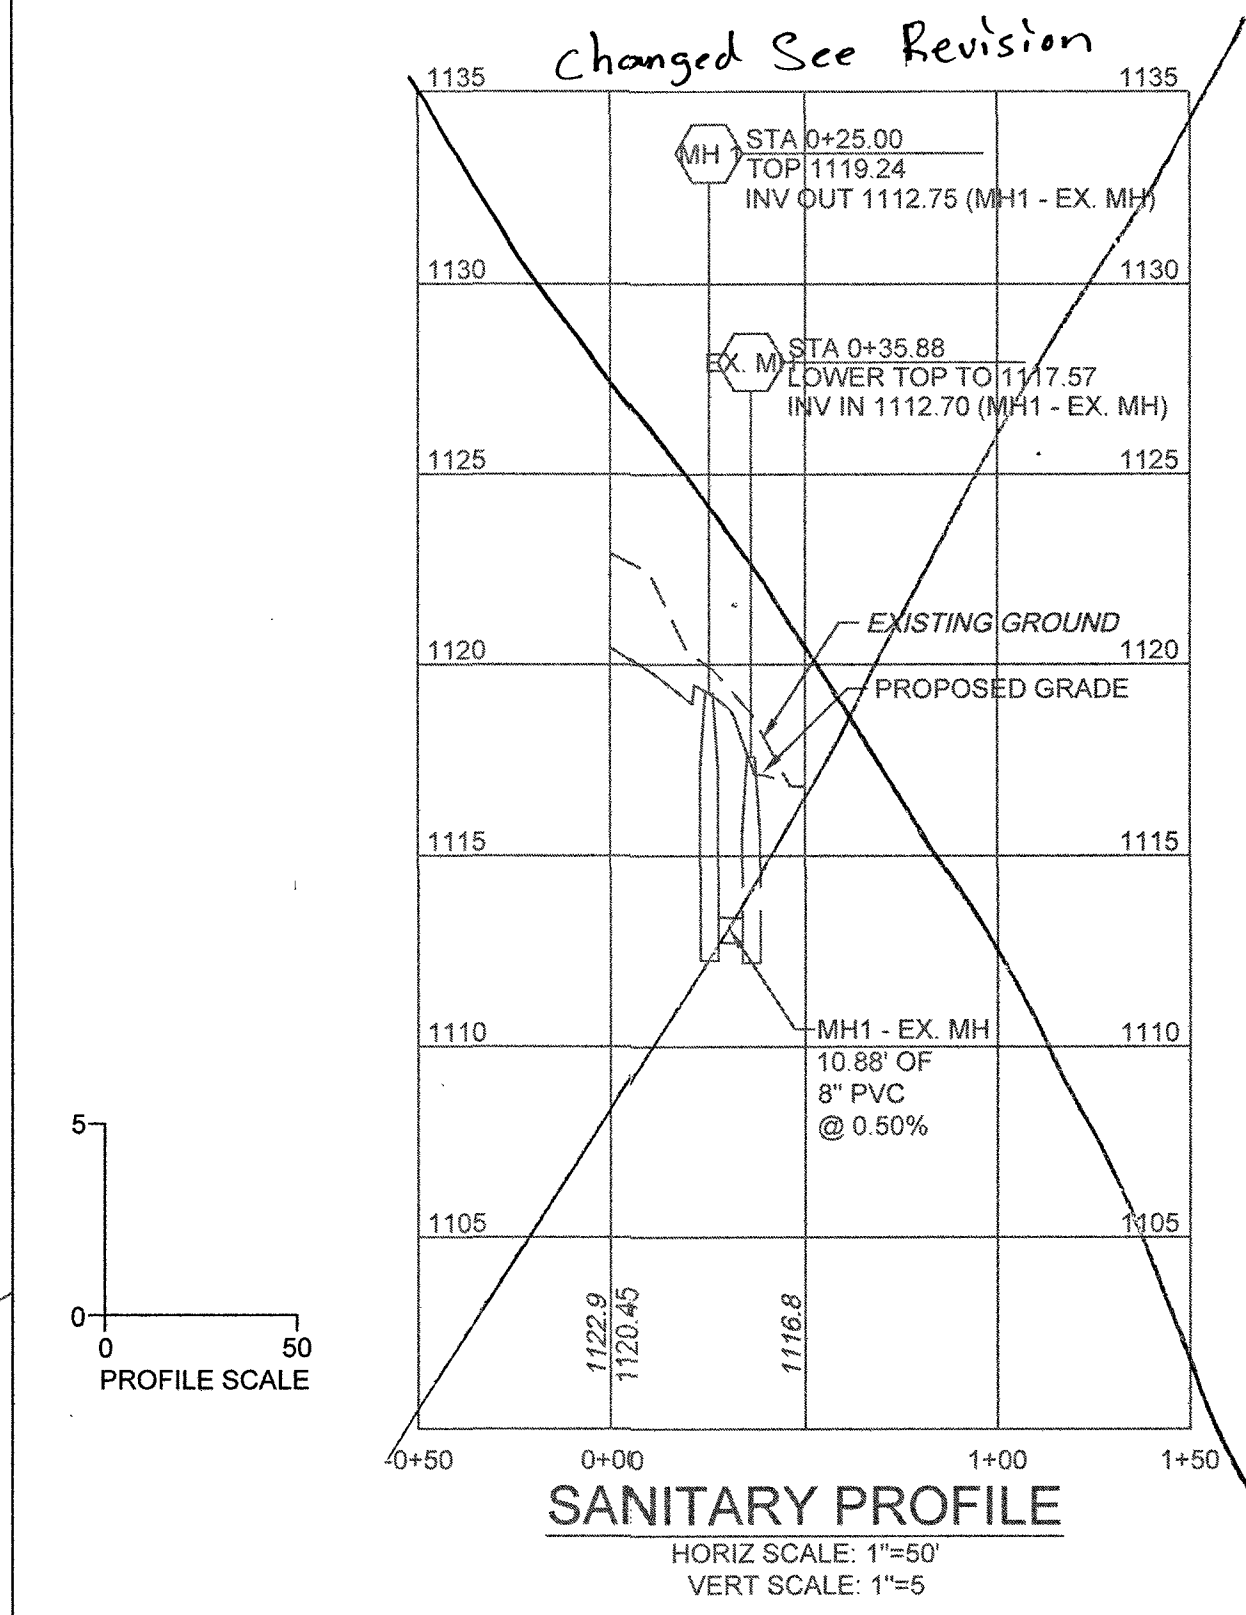 Changed See Revision
1135 1135
MH 1
STA 0+25.00
TOP 1119.24
INV OUT 1112.75 (MH1 - EX. MH)
1130 1130
EX. MH
STA 0+35.88
LOWER TOP TO 1117.57
INV IN 1112.70 (MH1 - EX. MH)
1125 1125
EXISTING GROUND
1120 1120
PROPOSED GRADE
1115 1115
1110 1110
MH1 - EX. MH
10.88' OF
8" PVC
@ 0.50%
5
0
0 50
PROFILE SCALE
1105 1105
1122.9
1120.45
1116.8
-0+50 0+00 1+00 1+50
SANITARY PROFILE
HORIZ SCALE: 1"=50'
VERT SCALE: 1"=5